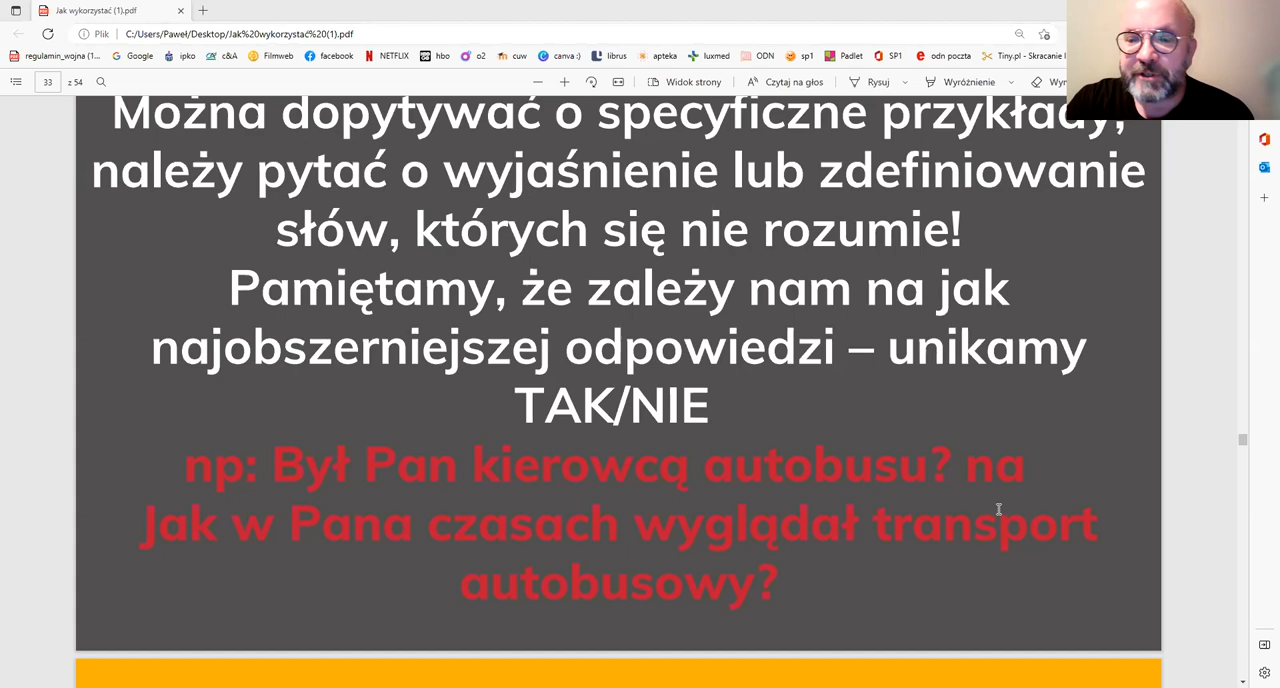 Jak wykorzystać (1).pdf
Plik
C:/Users/Paweł/Desktop/Jak%20wykorzystać%20(1).pdf
regulamin_wojna (1...
Google
ipko
c&A
Filmweb
facebook
NETFLIX
hbo
o2
cuw
canva :)
librus
apteka
luxmed
ODN
sp1
Padlet
SP1
odn poczta
Tiny.pl - Skracanie l
33
z 54
Widok strony
Czytaj na głos
Rysuj
Wyróżnienie
Wym
Można dopytywać o specyficzne przykłady,
należy pytać o wyjaśnienie lub zdefiniowanie
słów, których się nie rozumie!
Pamiętamy, że zależy nam na jak
najobszerniejszej odpowiedzi – unikamy
TAK/NIE
np: Był Pan kierowcą autobusu? na
Jak w Pana czasach wyglądał transport
autobusowy?